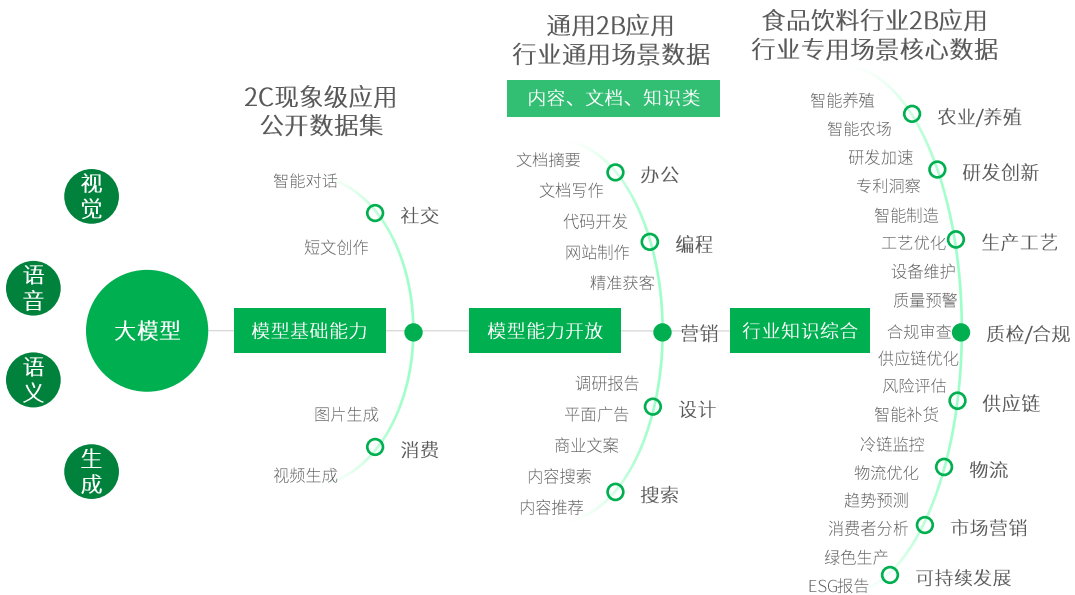 视
觉
语
音
语
义
生
成
大模型
2C现象级应用
公开数据集
智能对话
社交
短文创作
模型基础能力
图片生成
消费
视频生成
通用2B应用
行业通用场景数据
内容、文档、知识类
文档摘要
办公
文档写作
代码开发
编程
网站制作
精准获客
模型能力开放
营销
调研报告
设计
平面广告
商业文案
内容搜索
搜索
内容推荐
食品饮料行业2B应用
行业专用场景核心数据
智能养殖
农业/养殖
智能农场
研发加速
研发创新
专利洞察
智能制造
生产工艺
工艺优化
设备维护
质量预警
行业知识综合
合规审查
质检/合规
供应链优化
风险评估
供应链
智能补货
冷链监控
物流
物流优化
趋势预测
市场营销
消费者分析
绿色生产
可持续发展
ESG报告